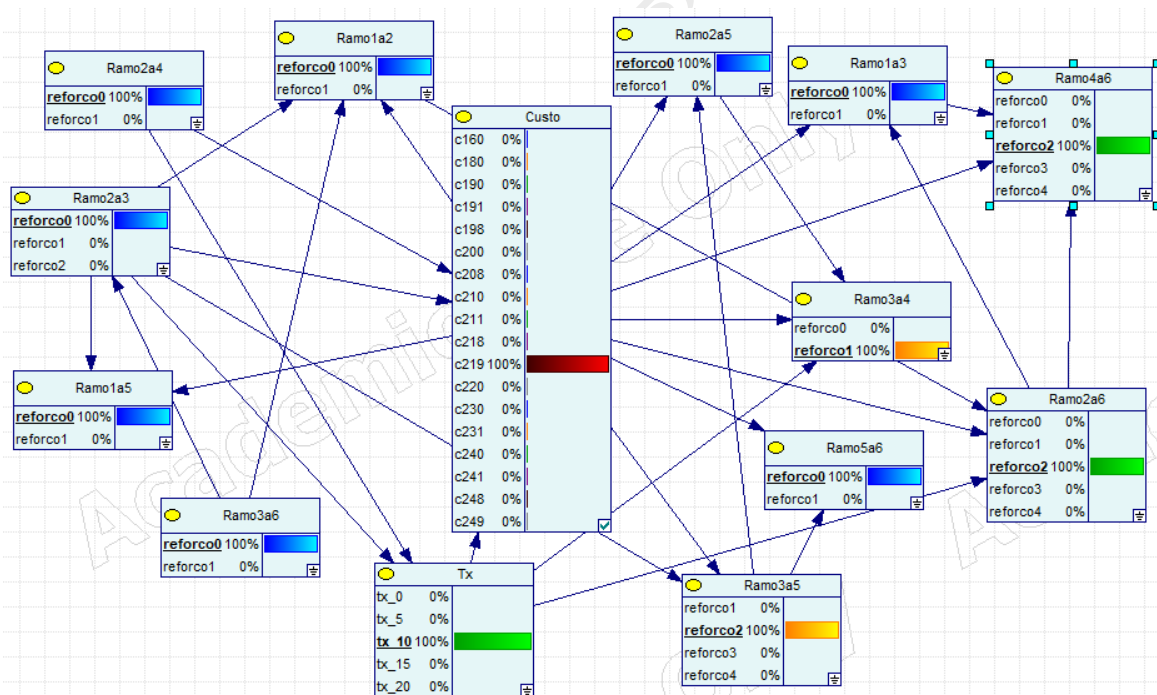 Ramo2a4
reforco0 100%
reforco1 0%
Ramo1a2
reforco0 100%
reforco1 0%
Ramo2a5
reforco0 100%
reforco1 0%
Ramo1a3
reforco0 100%
reforco1 0%
Ramo4a6
reforco0 0%
reforco1 0%
reforco2 100%
reforco3 0%
reforco4 0%
Custo
c160 0%
c180 0%
c190 0%
c191 0%
c198 0%
c200 0%
c208 0%
c210 0%
c211 0%
c218 0%
c219 100%
c220 0%
c230 0%
c231 0%
c240 0%
c241 0%
c248 0%
c249 0%
Ramo2a3
reforco0 100%
reforco1 0%
reforco2 0%
Ramo3a4
reforco0 0%
reforco1 100%
Ramo1a5
reforco0 100%
reforco1 0%
Ramo2a6
reforco0 0%
reforco1 0%
reforco2 100%
reforco3 0%
reforco4 0%
Ramo5a6
reforco0 100%
reforco1 0%
Ramo3a6
reforco0 100%
reforco1 0%
Tx
tx_0 0%
tx_5 0%
tx_10 100%
tx_15 0%
tx_20 0%
Ramo3a5
reforco1 0%
reforco2 100%
reforco3 0%
reforco4 0%